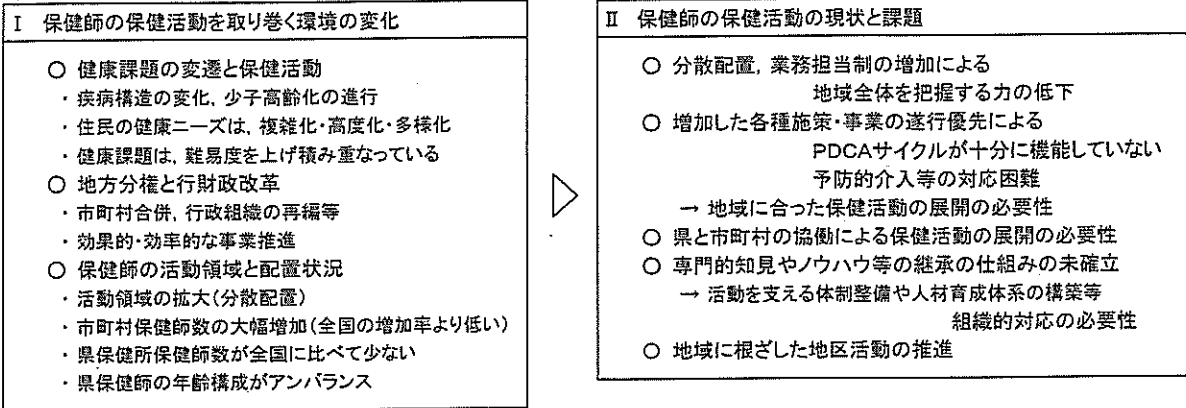 Ⅰ 保健師の保健活動を取り巻く環境の変化
○ 健康課題の変遷と保健活動
・疾病構造の変化，少子高齢化の進行
・住民の健康ニーズは，複雑化・高度化・多様化
・健康課題は，難易度を上げ積み重なっている
○ 地方分権と行財政改革
・市町村合併，行政組織の再編等
・効果的・効率的な事業推進
○ 保健師の活動領域と配置状況
・活動領域の拡大（分散配置）
・市町村保健師数の大幅増加（全国の増加率より低い）
・県保健所保健師数が全国に比べて少ない
・県保健師の年齢構成がアンバランス
Ⅱ 保健師の保健活動の現状と課題
○ 分散配置，業務担当制の増加による
地域全体を把握する力の低下
○ 増加した各種施策・事業の遂行優先による
PDCAサイクルが十分に機能していない
予防的介入等の対応困難
→ 地域に合った保健活動の展開の必要性
○ 県と市町村の協働による保健活動の展開の必要性
○ 専門的知見やノウハウ等の継承の仕組みの未確立
→ 活動を支える体制整備や人材育成体系の構築等
組織的対応の必要性
○ 地域に根ざした地区活動の推進